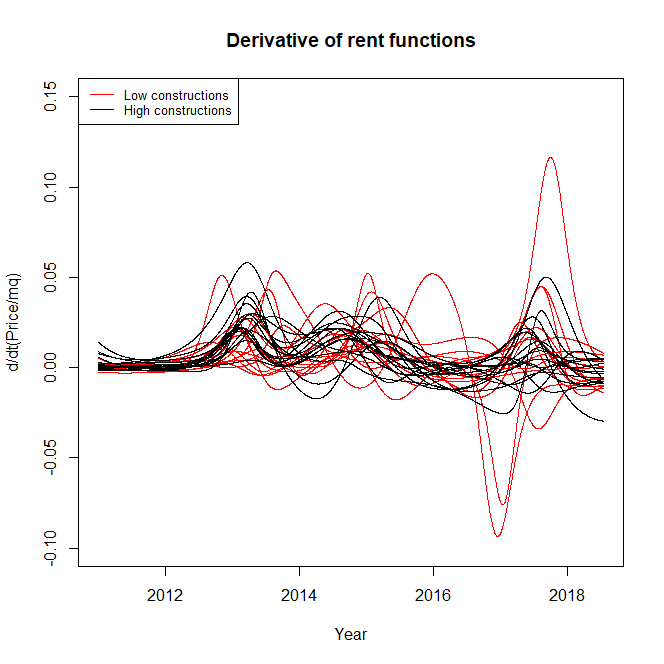 Derivative of rent functions
Low constructions
High constructions
0.15
0.10
0.05
0.00
-0.05
-0.10
d/dt(Price/mq)
2012 2014 2016 2018
Year